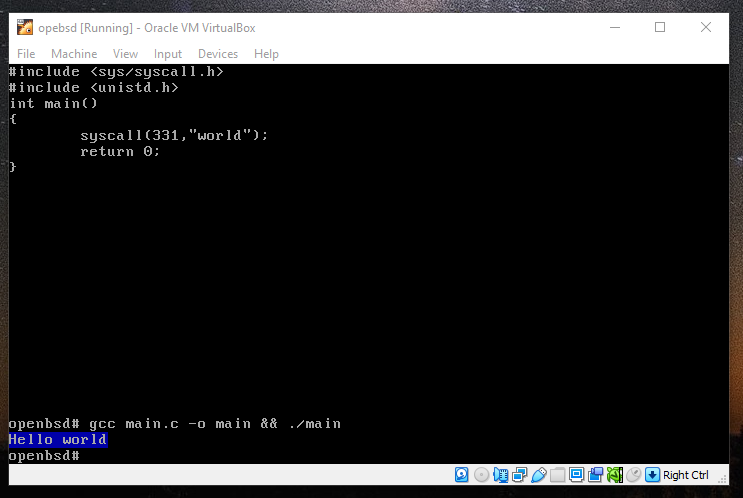 opebsd [Running] - Oracle VM VirtualBox
File Machine View Input Devices Help
#include <sys/syscall.h>
#include <unistd.h>
int main()
{
        syscall(331,"world");
        return 0;
}
openbsd# gcc main.c -o main && ./main
Hello world
openbsd#
Right Ctrl